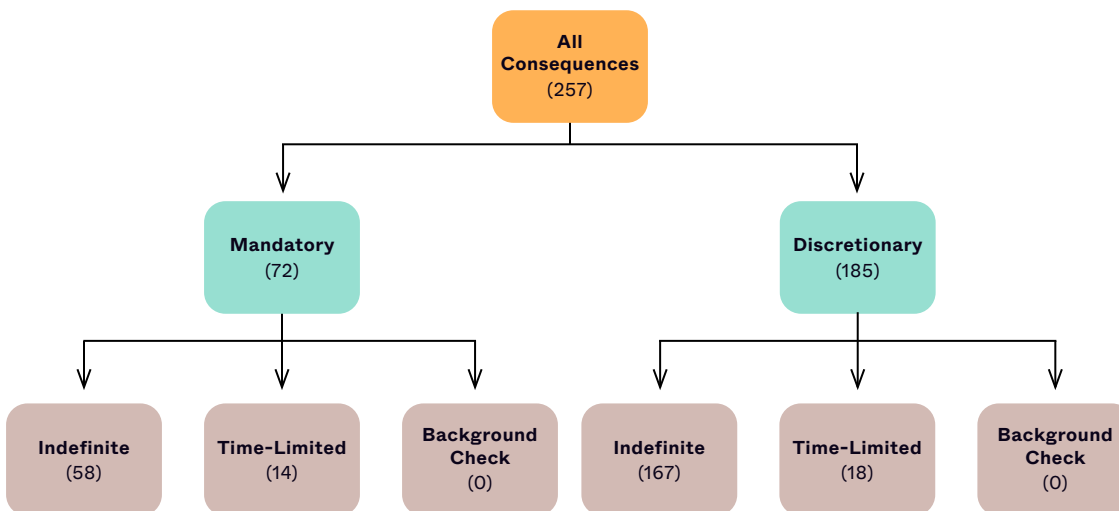 All
Consequences
(257)
Mandatory
(72)
Discretionary
(185)
Indefinite
(58)
Time-Limited
(14)
Background
Check
(0)
Indefinite
(167)
Time-Limited
(18)
Background
Check
(0)